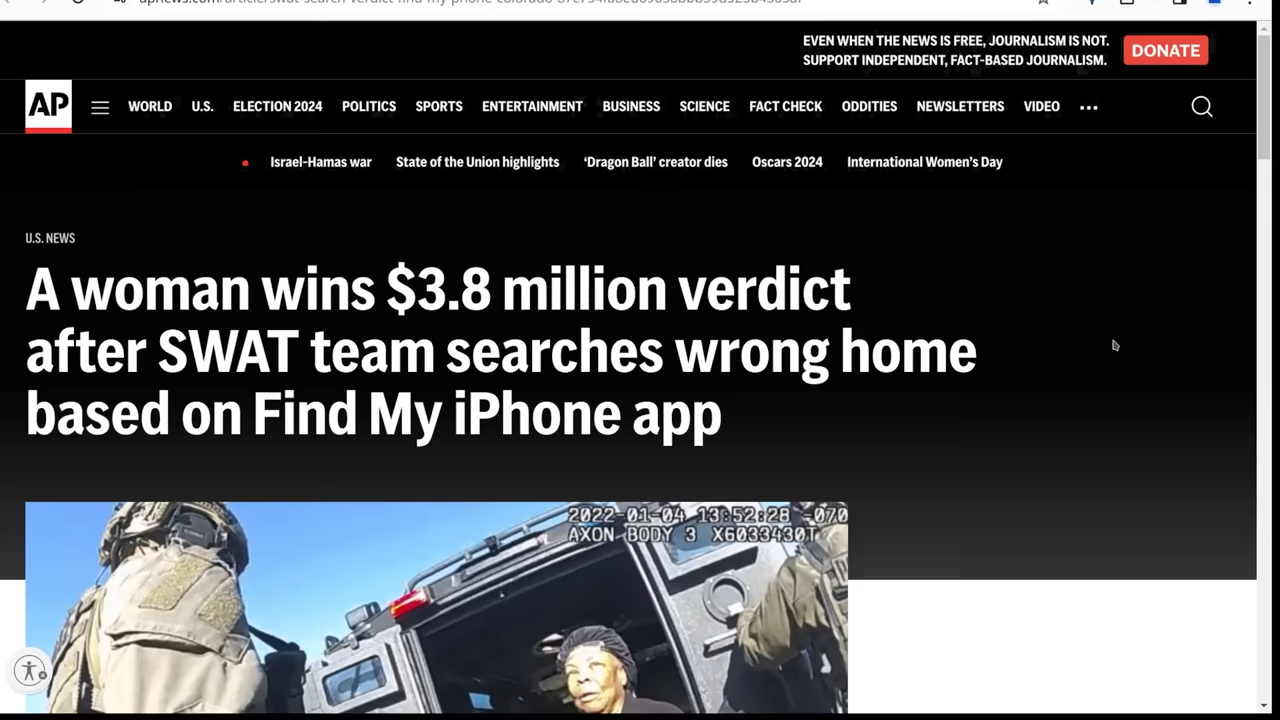 EVEN WHEN THE NEWS IS FREE, JOURNALISM IS NOT.
SUPPORT INDEPENDENT, FACT-BASED JOURNALISM.
DONATE
AP
WORLD U.S. ELECTION 2024 POLITICS SPORTS ENTERTAINMENT BUSINESS SCIENCE FACT CHECK ODDITIES NEWSLETTERS VIDEO
Israel-Hamas war State of the Union highlights ‘Dragon Ball’ creator dies Oscars 2024 International Women’s Day
U.S. NEWS
A woman wins $3.8 million verdict
after SWAT team searches wrong home
based on Find My iPhone app
2022-01-04 13:52:28 -070
AXON BODY 3 X6033430T